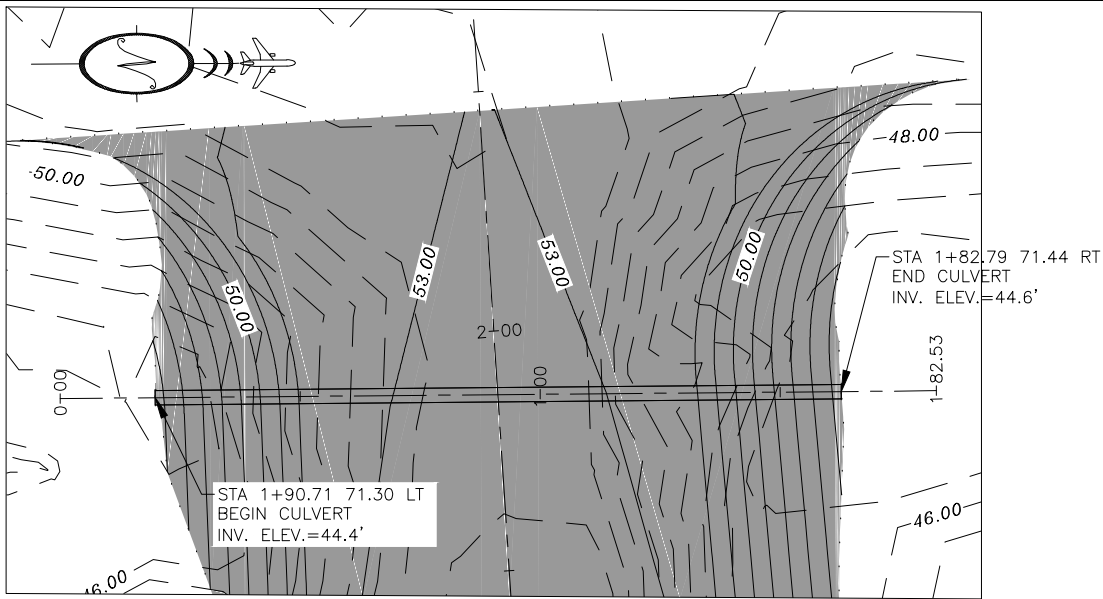 -48.00
-50.00
53.00
53.00
50.00
50.00
STA 1+82.79 71.44 RT
END CULVERT
INV. ELEV.=44.6'
2-00
0-00
1-00
1-82.53
STA 1+90.71 71.30 LT
BEGIN CULVERT
INV. ELEV.=44.4'
46.00
46.00